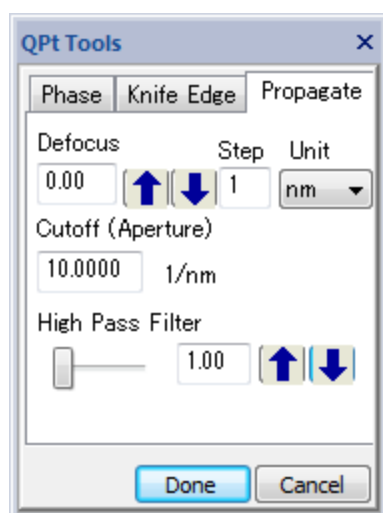 QPt Tools x
Phase Knife Edge Propagate
Defocus Step Unit
0.00 1 nm
Cutoff (Aperture)
10.0000 1/nm
High Pass Filter
1.00
Done Cancel